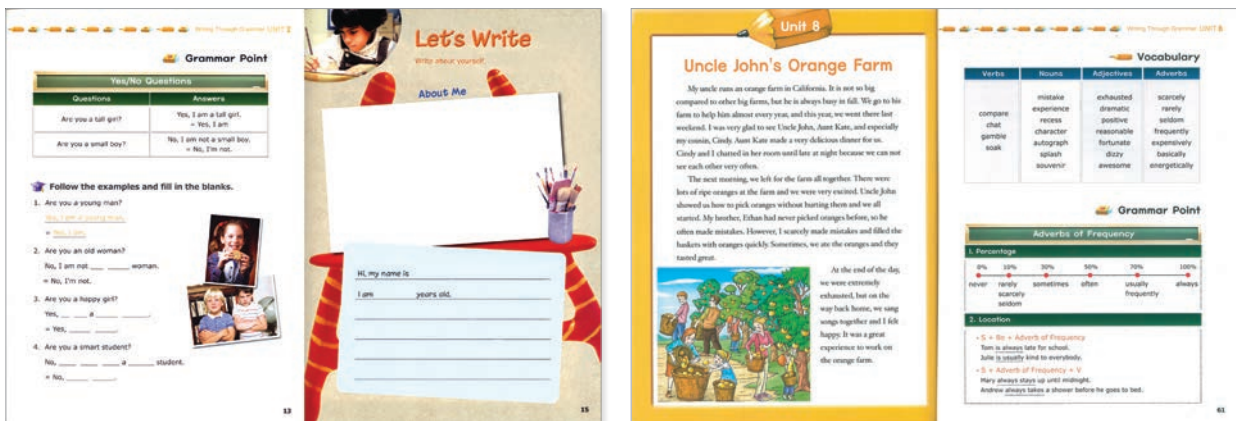 Writing Through Grammar UNIT 2
Grammar Point
Yes/No Questions
Questions
Answers
Are you a tall girl?
Yes, I am a tall girl.
= Yes, I am
Are you a small boy?
No, I am not a small boy.
= No, I'm not.
Follow the examples and fill in the blanks.
1. Are you a young man?
Yes, I am a young man.
= Yes, I am.
2. Are you an old woman?
No, I am not ___ _____ woman.
= No, I'm not.
3. Are you a happy girl?
Yes, __ ___ a _____ ______.
= Yes, _____ _____.
4. Are you a smart student?
No, ____ ____ ____ a ______ student.
= No, ____ _____.
13
Let's Write
Write about yourself.
About Me
Hi, my name is
I am ______ years old.
15
Unit 8
Uncle John's Orange Farm
My uncle runs an orange farm in California. It is not so big
compared to other big farms, but he is always busy in fall. We go to his
farm to help him almost every year, and this year, we went there last
weekend. I was very glad to see Uncle John, Aunt Kate, and especially
my cousin, Cindy. Aunt Kate made a very delicious dinner for us.
Cindy and I chatted in her room until late at night because we can not
see each other very often.
The next morning, we left for the farm all together. There were
lots of ripe oranges at the farm and we were very excited. Uncle John
showed us how to pick oranges without hurting them and we all
started. My brother, Ethan had never picked oranges before, so he
often made mistakes. However, I scarcely made mistakes and filled the
baskets with oranges quickly. Sometimes, we ate the oranges and they
tasted great.
At the end of the day,
we were extremely
exhausted, but on the
way back home, we sang
songs together and I felt
happy. It was a great
experience to work on
the orange farm.
Writing Through Grammar UNIT 8
Vocabulary
Verbs
Nouns
Adjectives
Adverbs
compare
chat
gamble
soak
mistake
experience
recess
character
autograph
splash
souvenir
exhausted
dramatic
positive
reasonable
fortunate
dizzy
awesome
scarcely
rarely
seldom
frequently
expensively
basically
energetically
Grammar Point
Adverbs of Frequency
1. Percentage
0% 10% 30% 50% 70% 100%
never rarely sometimes often usually always
scarcely frequently
seldom
2. Location
• S + Be + Adverb of Frequency
Tom is always late for school.
Julie is usually kind to everybody.
• S + Adverb of Frequency + V
Mary always stays up until midnight.
Andrew always takes a shower before he goes to bed.
61